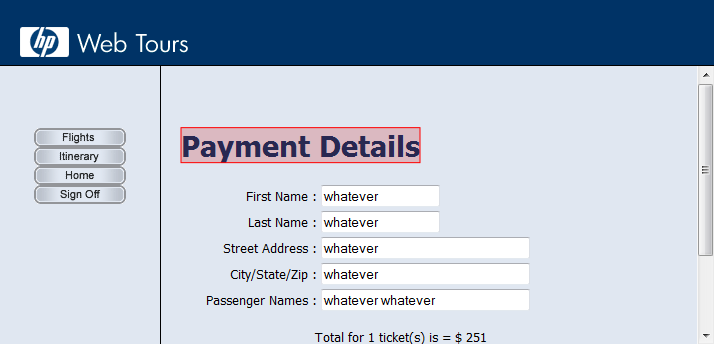 hp Web Tours
Flights
Itinerary
Home
Sign Off
Payment Details
First Name : whatever
Last Name : whatever
Street Address : whatever
City/State/Zip : whatever
Passenger Names : whatever whatever
Total for 1 ticket(s) is = $ 251